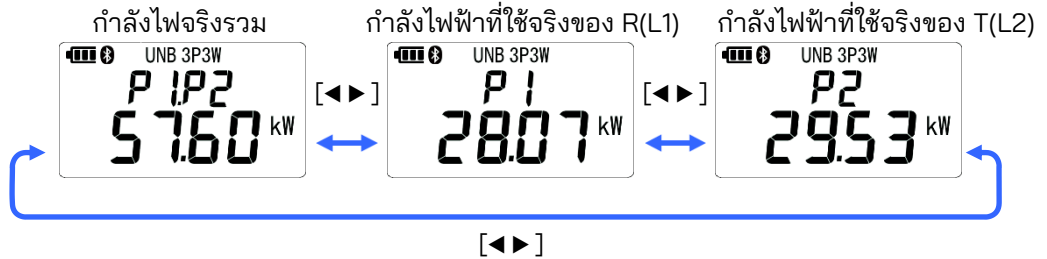 กำลังไฟจริงรวม กำลังไฟฟ้าที่ใช้จริงของ R(L1) กำลังไฟฟ้าที่ใช้จริงของ T(L2)
UNB 3P3W UNB 3P3W UNB 3P3W
P1.P2 P1 P2
[◀▶] [◀▶]
57.60 kW 28.07 kW 29.53 kW
[◀▶]